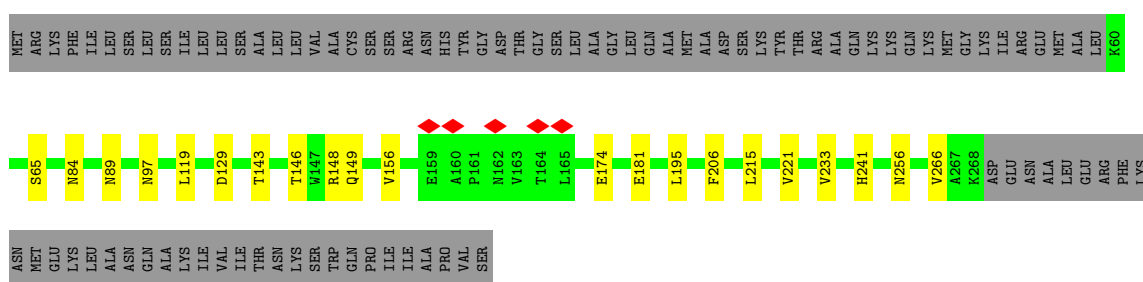 MET ARG LYS PHE ILE LEU SER LEU SER ILE LEU LEU SER ALA LEU LEU VAL ALA CYS SER SER ARG ASN HIS TYR GLY ASP THR GLY SER LEU ALA GLY LEU GLN ALA MET ALA ASP SER LYS TYR THR ARG ALA GLN LYS LYS GLN LYS MET GLY LYS ILE ARG GLU MET ALA LEU K60
S65 N84 N89 N97 L119 D129 T143 T146 W147 R148 Q149 V156 E159 A160 P161 N162 V163 T164 L165 E174 E181 L195 F206 L215 V221 V233 H241 N256 V266 A267 K268 ASP GLU ASN ALA LEU GLU ARG PHE LYS
ASN MET GLU LYS LEU ALA ASN GLN ALA LYS ILE VAL ILE THR ASN LYS SER TRP GLN PRO ILE ILE ALA PRO VAL SER